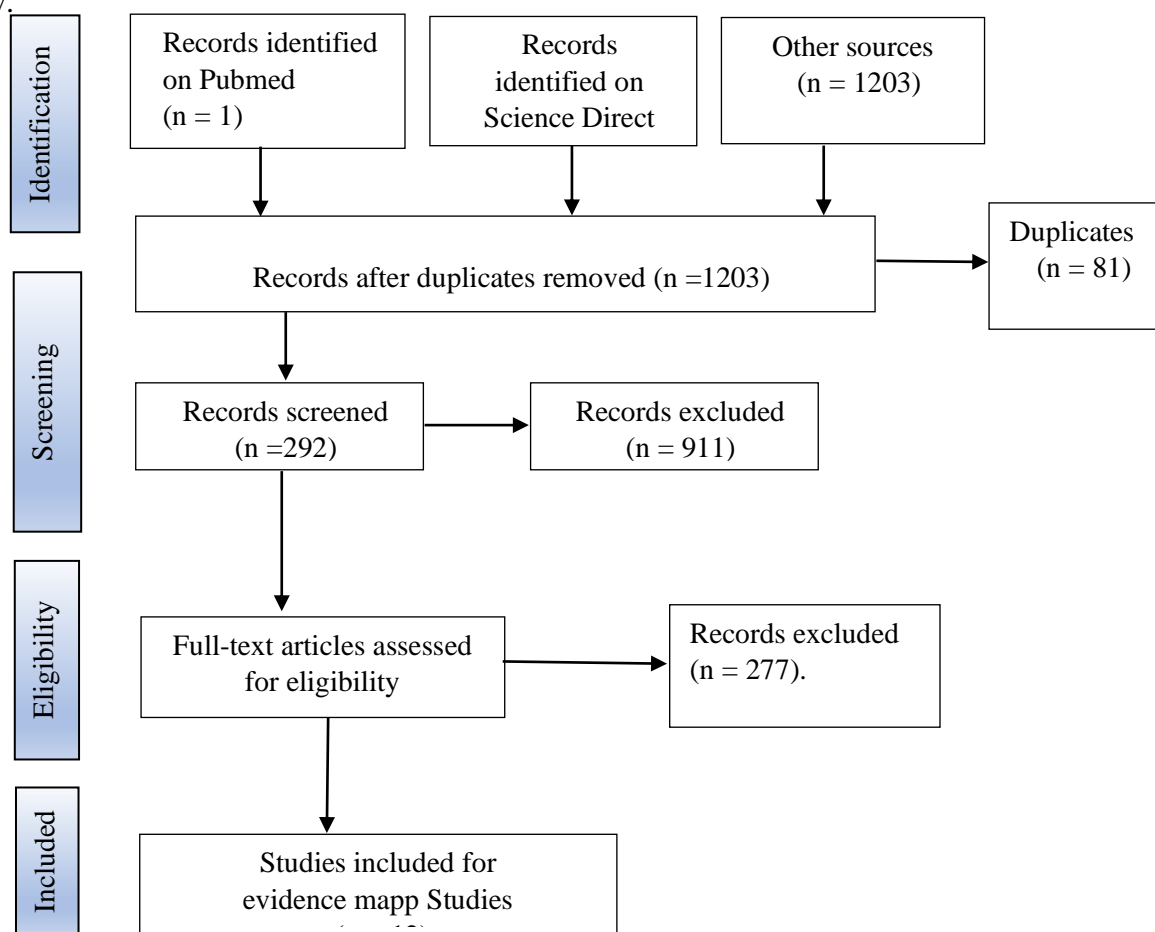 Identification
Records identified
on Pubmed
(n = 1)
Records
identified on
Science Direct
Other sources
(n = 1203)
Records after duplicates removed (n =1203)
Duplicates
(n = 81)
Screening
Records screened
(n =292)
Records excluded
(n = 911)
Eligibility
Full-text articles assessed
for eligibility
Records excluded
(n = 277).
Included
Studies included for
evidence mapp Studies